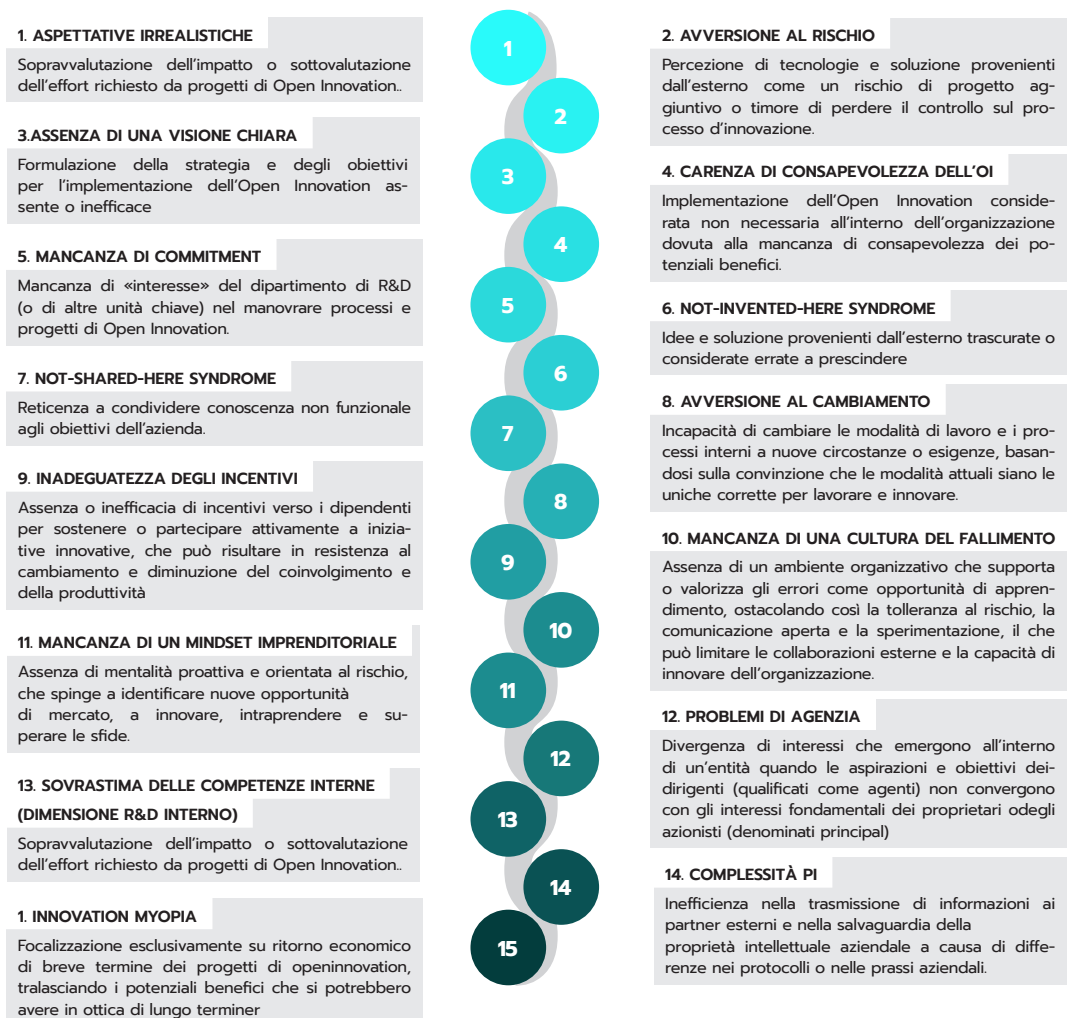 1. ASPETTATIVE IRREALISTICHE
Sopravvalutazione dell'impatto o sottovalutazione
dell'effort richiesto da progetti di Open Innovation..
1
2. AVVERSIONE AL RISCHIO
Percezione di tecnologie e soluzione provenienti
dall'esterno come un rischio di progetto ag-
giuntivo o timore di perdere il controllo sul pro-
cesso d'innovazione.
2
3.ASSENZA DI UNA VISIONE CHIARA
Formulazione della strategia e degli obiettivi
per l'implementazione dell'Open Innovation as-
sente o inefficace
3
4. CARENZA DI CONSAPEVOLEZZA DELL'OI
Implementazione dell'Open Innovation conside-
rata non necessaria all'interno dell'organizzazione
dovuta alla mancanza di consapevolezza dei po-
tenziali benefici.
4
5. MANCANZA DI COMMITMENT
Mancanza di «interesse» del dipartimento di R&D
(o di altre unità chiave) nel manovrare processi e
progetti di Open Innovation.
5
6. NOT-INVENTED-HERE SYNDROME
Idee e soluzione provenienti dall'esterno trascurate o
considerate errate a prescindere
6
7. NOT-SHARED-HERE SYNDROME
Reticenza a condividere conoscenza non funzionale
agli obiettivi dell'azienda.
7
8. AVVERSIONE AL CAMBIAMENTO
Incapacità di cambiare le modalità di lavoro e i pro-
cessi interni a nuove circostanze o esigenze, basan-
dosi sulla convinzione che le modalità attuali siano le
uniche corrette per lavorare e innovare.
8
9. INADEGUATEZZA DEGLI INCENTIVI
Assenza o inefficacia di incentivi verso i dipendenti
per sostenere o partecipare attivamente a inizia-
tive innovative, che può risultare in resistenza al
cambiamento e diminuzione del coinvolgimento e
della produttività
9
10. MANCANZA DI UNA CULTURA DEL FALLIMENTO
Assenza di un ambiente organizzativo che supporta
o valorizza gli errori come opportunità di appren-
dimento, ostacolando così la tolleranza al rischio, la
comunicazione aperta e la sperimentazione, il che
può limitare le collaborazioni esterne e la capacità di
innovare dell'organizzazione.
10
11. MANCANZA DI UN MINDSET IMPRENDITORIALE
Assenza di mentalità proattiva e orientata al rischio,
che spinge a identificare nuove opportunità
di mercato, a innovare, intraprendere e su-
perare le sfide.
11
12. PROBLEMI DI AGENZIA
Divergenza di interessi che emergono all'interno
di un'entità quando le aspirazioni e obiettivi dei-
dirigenti (qualificati come agenti) non convergono
con gli interessi fondamentali dei proprietari odegli
azionisti (denominati principal)
12
13. SOVRASTIMA DELLE COMPETENZE INTERNE
(DIMENSIONE R&D INTERNO)
Sopravvalutazione dell'impatto o sottovalutazione
dell'effort richiesto da progetti di Open Innovation..
13
14. COMPLESSITÀ PI
Inefficienza nella trasmissione di informazioni ai
partner esterni e nella salvaguardia della
proprietà intellettuale aziendale a causa di diffe-
renze nei protocolli o nelle prassi aziendali.
14
1. INNOVATION MYOPIA
Focalizzazione esclusivamente su ritorno economico
di breve termine dei progetti di openinnovation,
tralasciando i potenziali benefici che si potrebbero
avere in ottica di lungo terminer
15